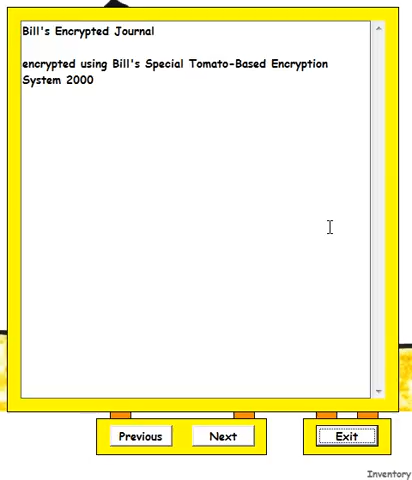 Bill's Encrypted Journal
encrypted using Bill's Special Tomato-Based Encryption
System 2000
Previous
Next
Exit
Inventory